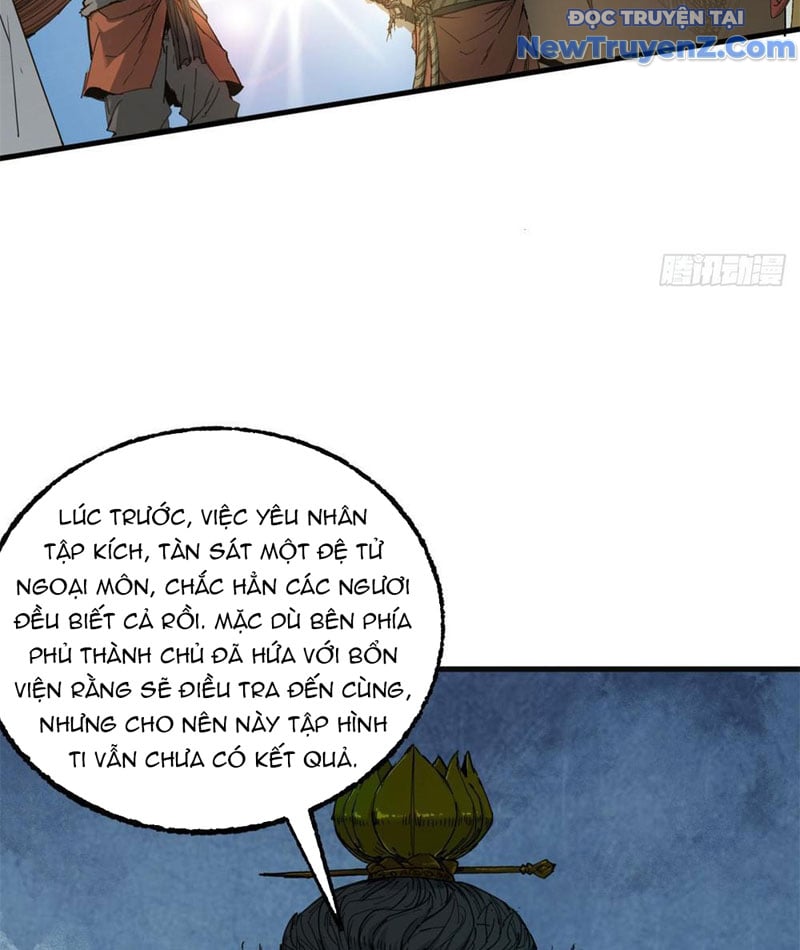 ĐỌC TRUYỆN TẠI
NewTruyenZ.com
腾讯动漫
LÚC TRƯỚC, VIỆC YÊU NHÂN
TẬP KÍCH, TÀN SÁT MỘT ĐỆ TỬ
NGOẠI MÔN, CHẮC HẲN CÁC NGƯƠI
ĐỀU BIẾT CẢ RỒI. MẶC DÙ BÊN PHÍA
PHỦ THÀNH CHỦ ĐÃ HỨA VỚI BỔN
VIỆN RẰNG SẼ ĐIỀU TRA ĐẾN CÙNG,
NHƯNG CHO NÊN NÀY TẬP HÌNH
TI VẪN CHƯA CÓ KẾT QUẢ.